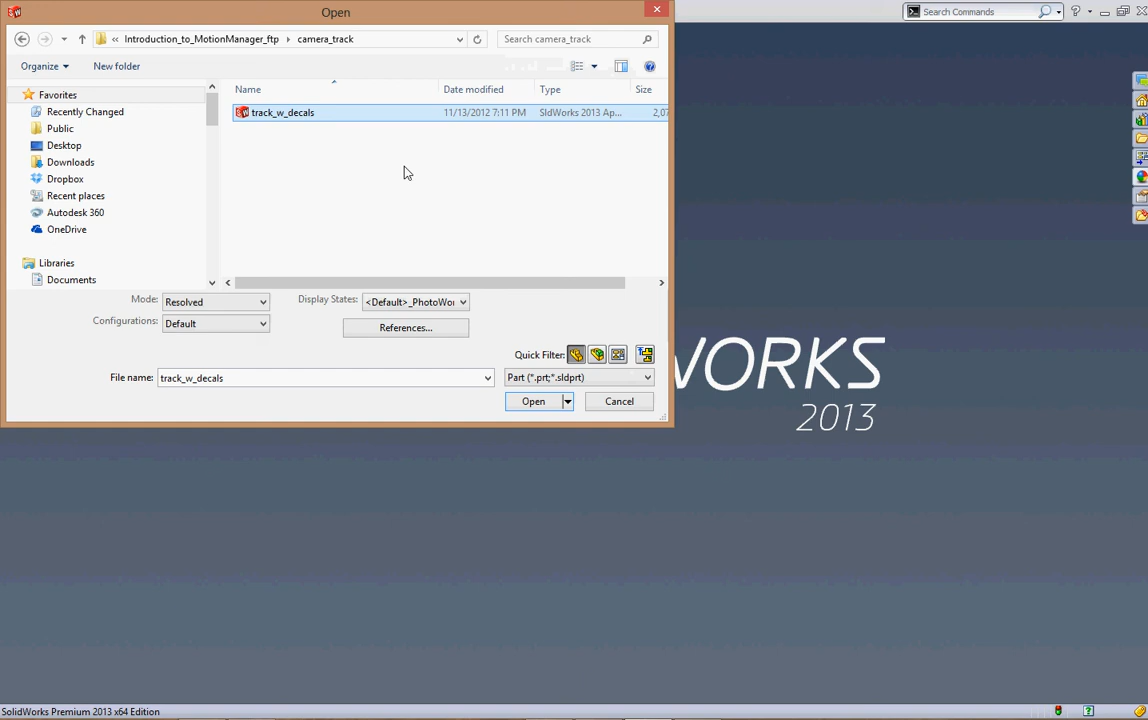 Open
Search Commands
« Introduction_to_MotionManager_ftp camera_track
Search camera_track
Organize New folder
Favorites
Recently Changed
Public
Desktop
Downloads
Dropbox
Recent places
Autodesk 360
OneDrive
Libraries
Documents
Name Date modified Type Size
track_w_decals 11/13/2012 7:11 PM SldWorks 2013 Ap... 2,07
Mode: Resolved
Display States: <Default>_PhotoWor
Configurations: Default
References...
Quick Filter:
File name: track_w_decals
Part (*.prt;*.sldprt)
Open Cancel
WORKS
2013
SolidWorks Premium 2013 x64 Edition